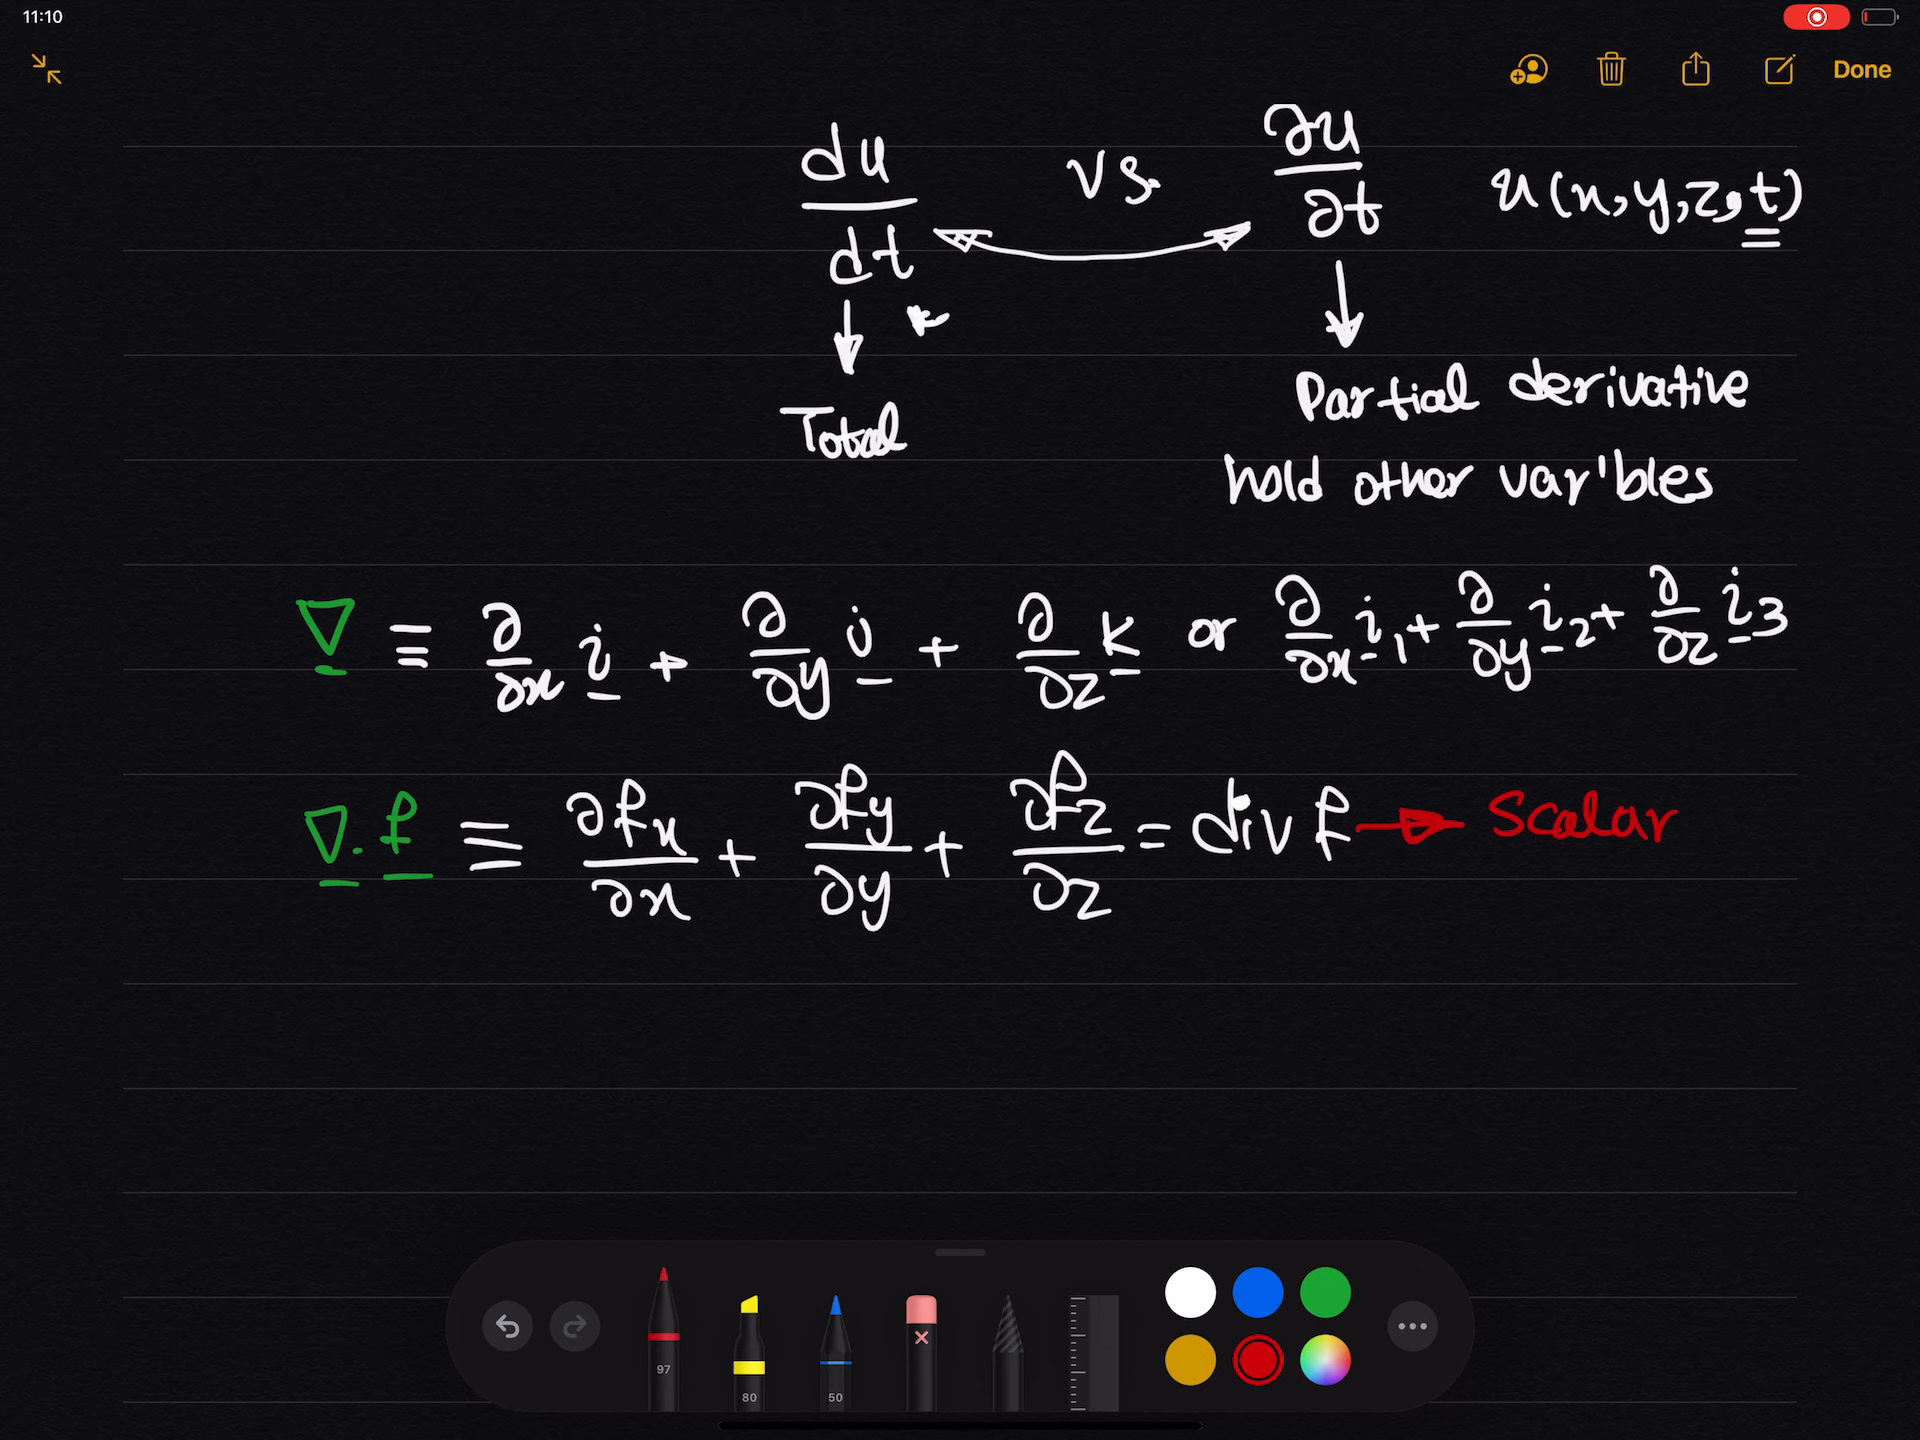 11:10
Done
du/dt vs. ∂u/∂t u(x,y,z,t)
Total
Partial derivative
hold other var'bles
∇ ≡ ∂/∂x i + ∂/∂y j + ∂/∂z k or ∂/∂x i₁ + ∂/∂y i₂ + ∂/∂z i₃
∇. f ≡ ∂fx/∂x + ∂fy/∂y + ∂fz/∂z = div f → Scalar
97
80
50